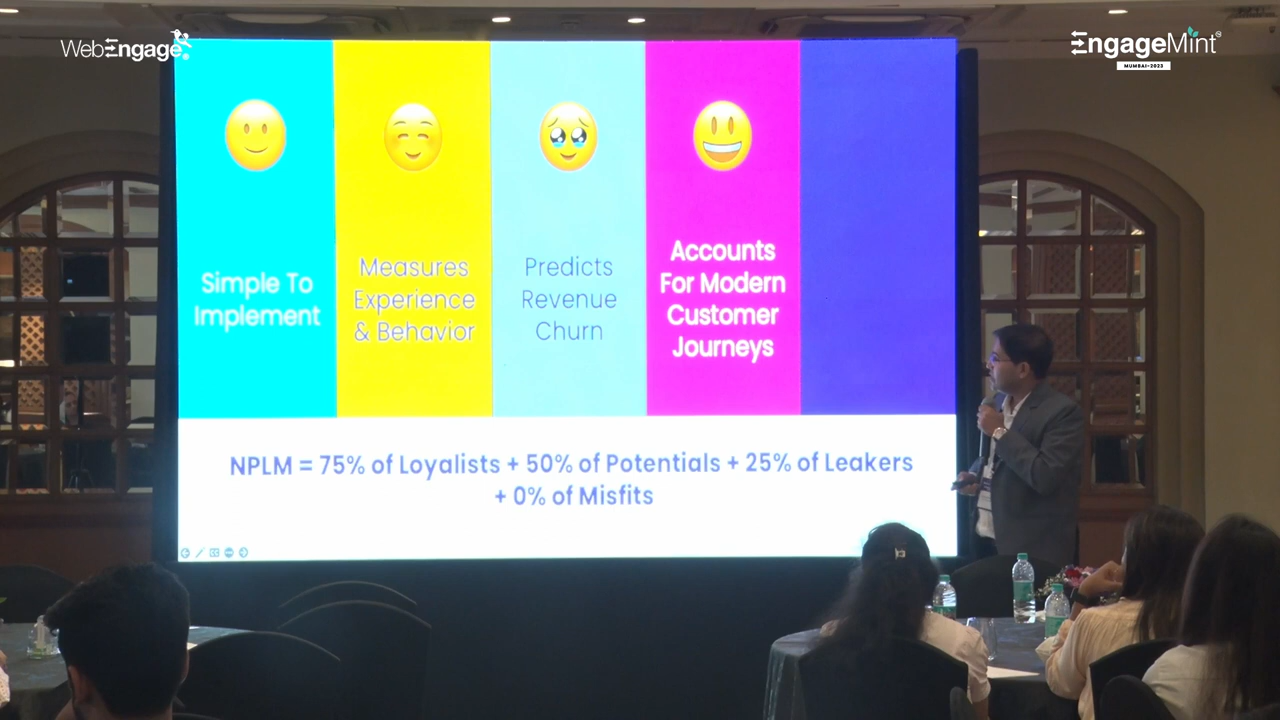 WebEngage
EngageMint
MUMBAI-2023
Simple To
Implement
Measures
Experience
& Behavior
Predicts
Revenue
Churn
Accounts
For Modern
Customer
Journeys
NPLM = 75% of Loyalists + 50% of Potentials + 25% of Leakers
+ 0% of Misfits